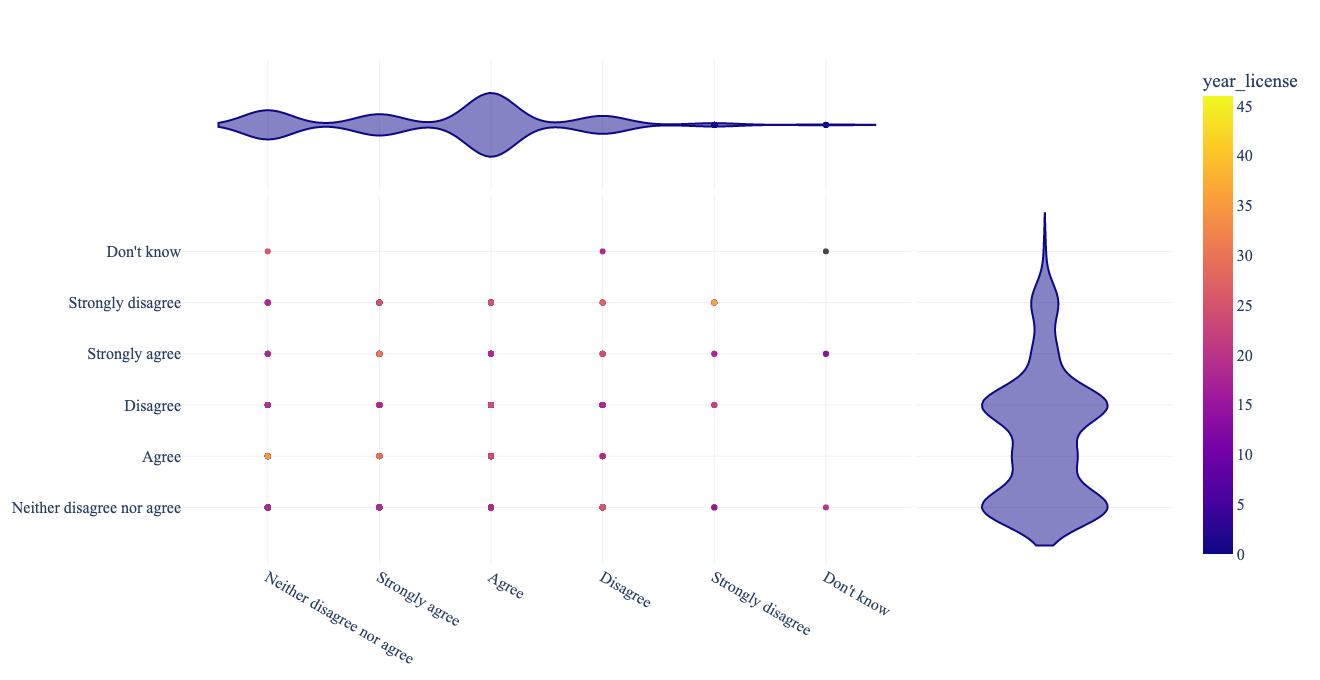 year_license
45
40
35
30
25
20
15
10
5
0
Don't know
Strongly disagree
Strongly agree
Disagree
Agree
Neither disagree nor agree
Neither disagree nor agree
Strongly agree
Agree
Disagree
Strongly disagree
Don't know